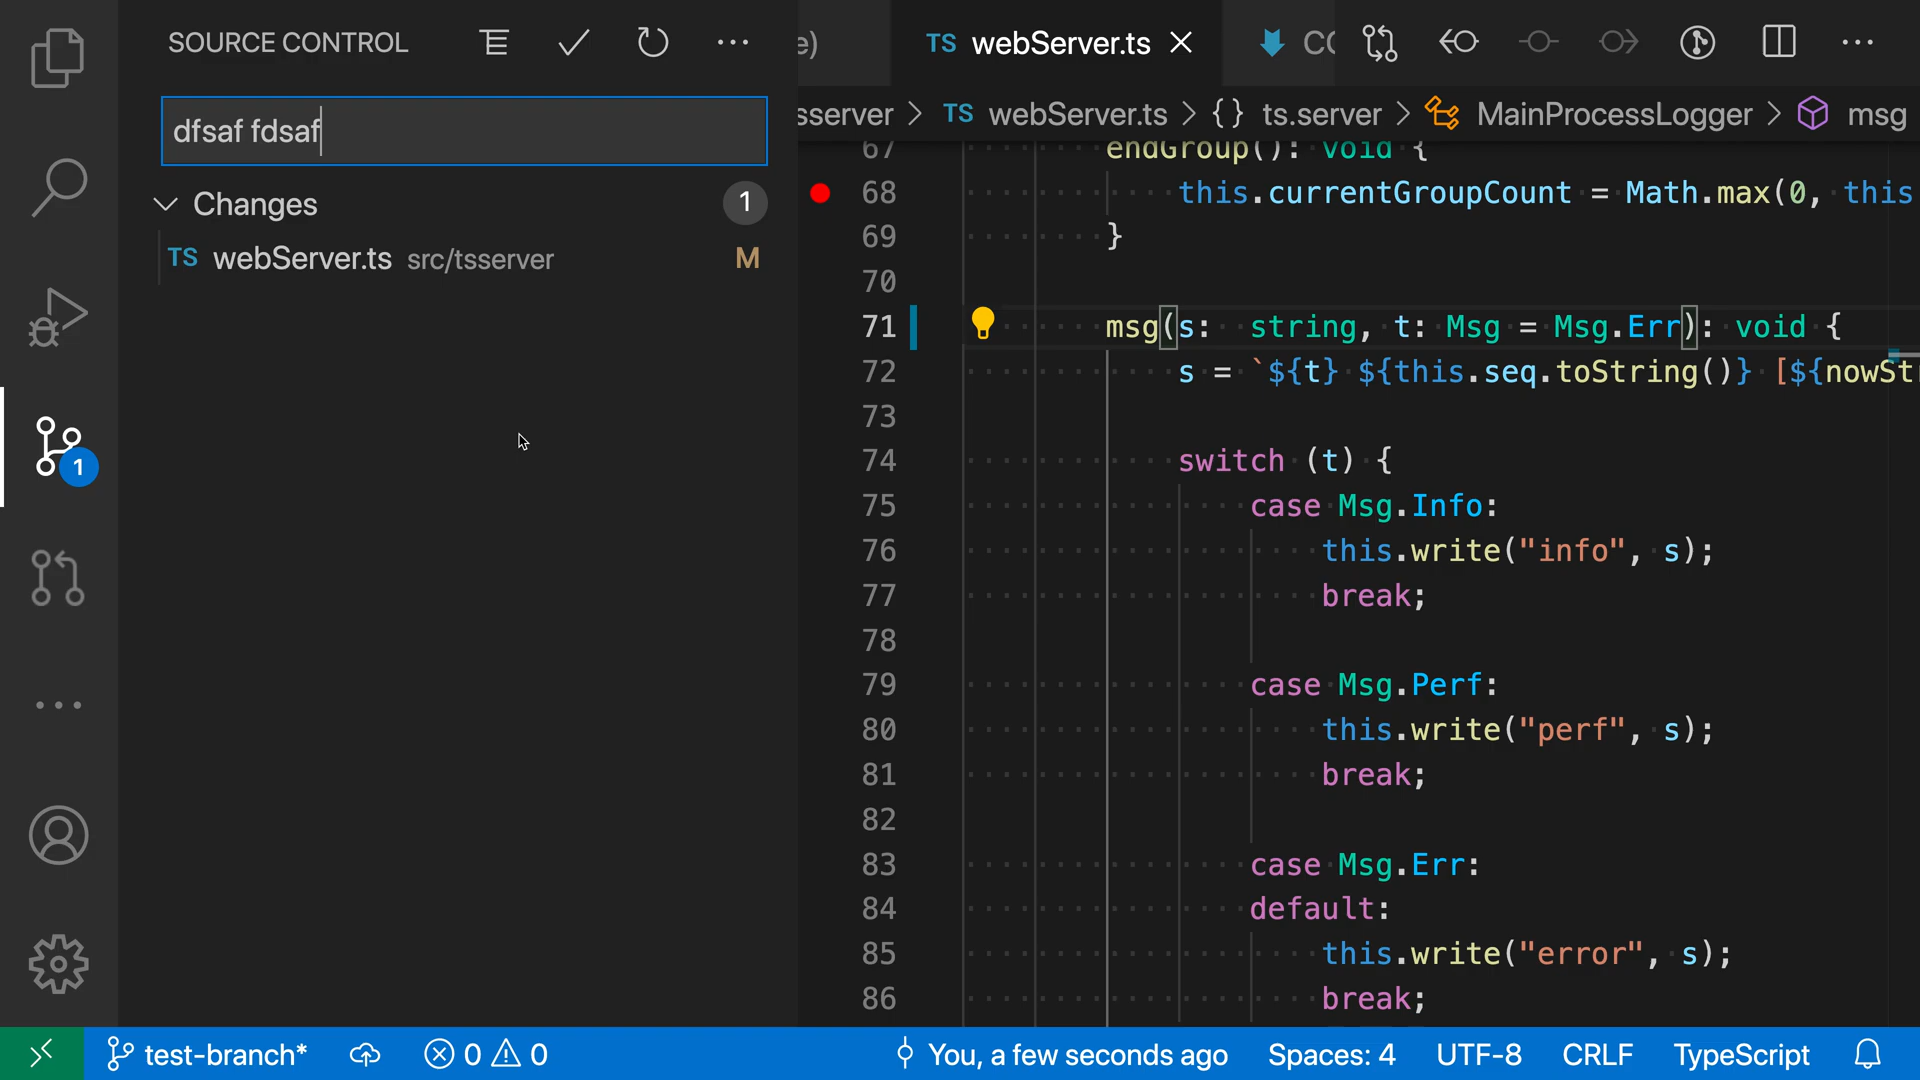 SOURCE CONTROL
dfsaf fdsaf
Changes 1
TS webServer.ts src/tsserver M
1
e) TS webServer.ts
sserver > TS webServer.ts > {} ts.server > MainProcessLogger > msg
67 endGroup(): void {
68 this.currentGroupCount = Math.max(0, this
69 }
70
71 msg(s:  string, t: Msg = Msg.Err): void {
72 s = `${t} ${this.seq.toString()} [${nowStr
73
74 switch (t) {
75 case Msg.Info:
76 this.write("info", s);
77 break;
78
79 case Msg.Perf:
80 this.write("perf", s);
81 break;
82
83 case Msg.Err:
84 default:
85 this.write("error", s);
86 break;
test-branch* 0 0 You, a few seconds ago Spaces: 4 UTF-8 CRLF TypeScript